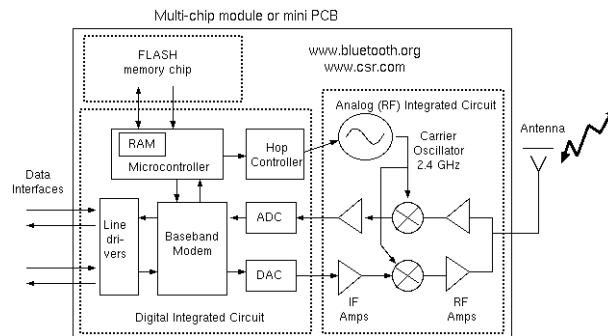 Multi-chip module or mini PCB
FLASH
memory chip
www.bluetooth.org
www.csr.com
Analog (RF) Integrated Circuit
RAM
Microcontroller
Hop
Controller
Carrier
Oscillator
2.4 GHz
Antenna
Data
Interfaces
Line
dri-
vers
Baseband
Modem
ADC
DAC
IF
Amps
RF
Amps
Digital Integrated Circuit